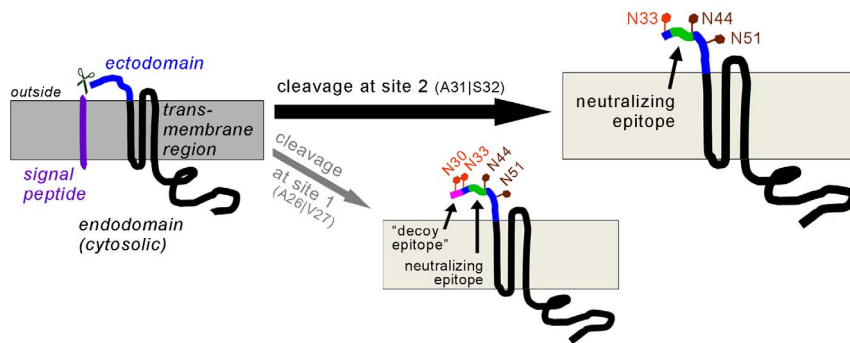 outside
ectodomain
trans-
membrane
region
signal
peptide
endodomain
(cytosolic)
cleavage at site 2 (A31|S32)
cleavage
at site 1
(A26|V27)
N33
N44
N51
neutralizing
epitope
N30
N33
N44
N51
"decoy
epitope"
neutralizing
epitope